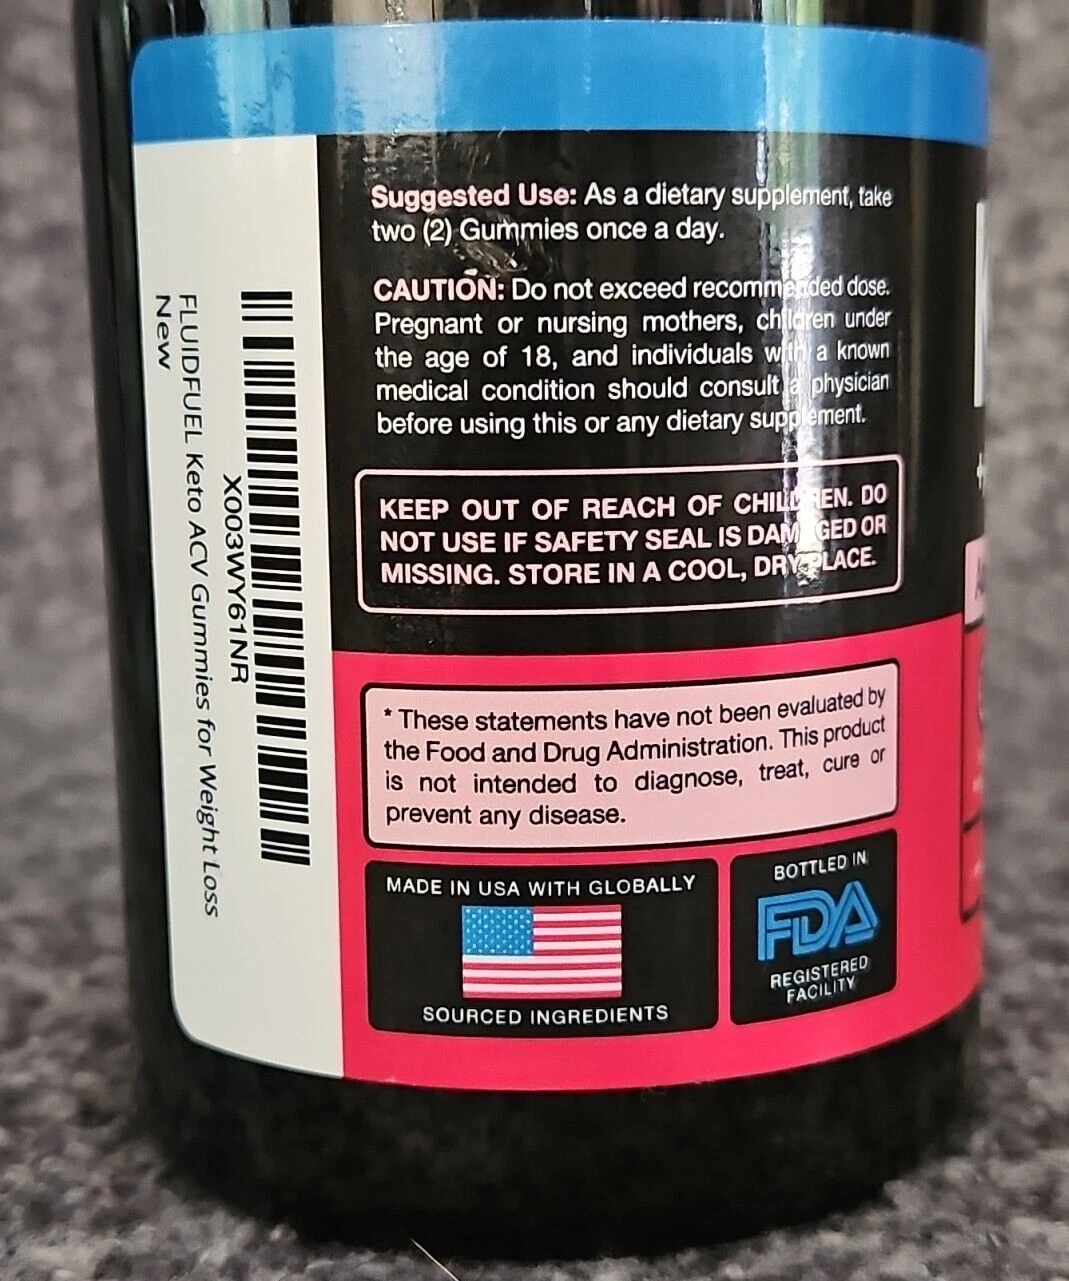 Suggested Use: As a dietary supplement, take
two (2) Gummies once a day.
CAUTION: Do not exceed recommended dose.
Pregnant or nursing mothers, children under
the age of 18, and individuals with a known
medical condition should consult a physician
before using this or any dietary supplement.
KEEP OUT OF REACH OF CHILDREN. DO
NOT USE IF SAFETY SEAL IS DAMAGED OR
MISSING. STORE IN A COOL, DRY PLACE.
* These statements have not been evaluated by
the Food and Drug Administration. This product
is not intended to diagnose, treat, cure or
prevent any disease.
MADE IN USA WITH GLOBALLY
SOURCED INGREDIENTS
BOTTLED IN
FDA
REGISTERED
FACILITY
X003WY61NR
FLUIDFUEL Keto ACV Gummies for Weight Loss
New